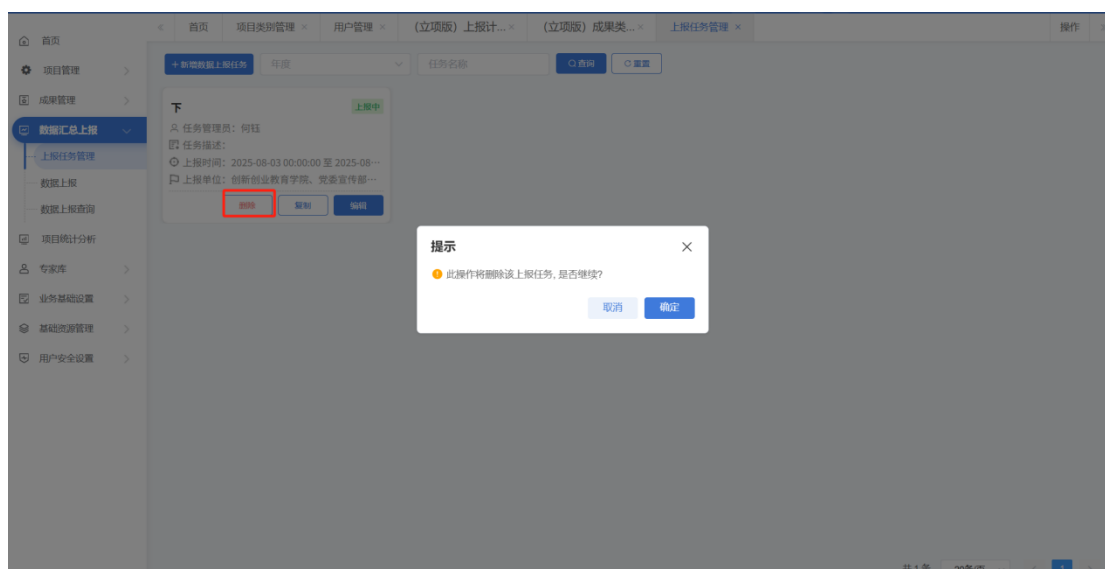 首页 项目类别管理 × 用户管理 × (立项版) 上报计...× (立项版) 成果类...× 上报任务管理 × 操作
首页
项目管理
成果管理
数据汇总上报
上报任务管理
数据上报
数据上报查询
项目统计分析
专家库
业务基础设置
基础资源管理
用户安全设置
+ 新增数据上报任务 年度 任务名称 查询 重置
下 上报中
任务管理员: 何钰
任务描述:
上报时间: 2025-08-03 00:00:00 至 2025-08···
上报单位: 创新创业教育学院、党委宣传部···
删除 复制 编辑
提示
此操作将删除该上报任务, 是否继续?
取消 确定
共 1 条 20条/页 1